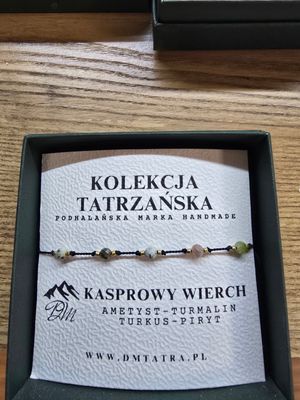 KOLEKCJA
TATRZAŃSKA
PODHALAŃSKA MARKA HANDMADE
DM
KASPROWY WIERCH
AMETYST-TURMALIN
TURKUS-PIRYT
WWW.DMTATRA.PL